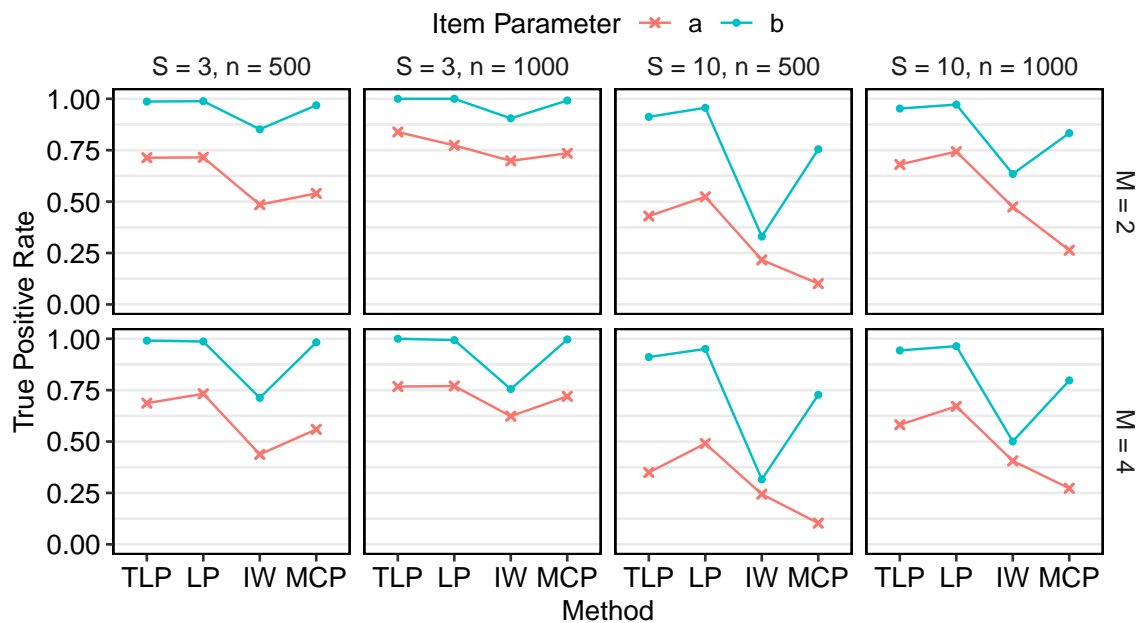 Item Parameter a b
S = 3, n = 500
S = 3, n = 1000
S = 10, n = 500
S = 10, n = 1000
True Positive Rate
1.00
0.75
0.50
0.25
0.00
M = 2
1.00
0.75
0.50
0.25
0.00
M = 4
TLP LP IW MCP
TLP LP IW MCP
TLP LP IW MCP
TLP LP IW MCP
Method